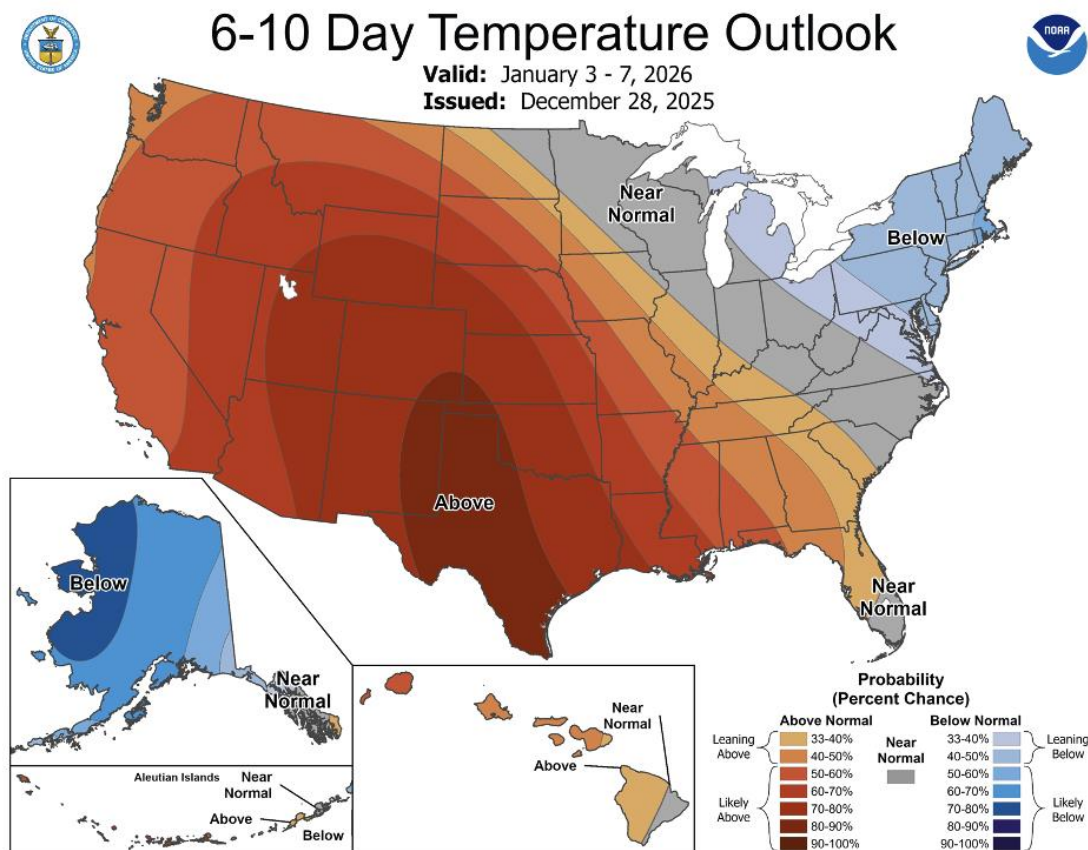 6-10 Day Temperature Outlook
Valid: January 3 - 7, 2026
Issued: December 28, 2025
NOAA
Near
Normal
Below
Above
Near
Normal
Below
Near
Normal
Aleutian Islands
Near
Normal
Above
Below
Near
Normal
Above
Probability
(Percent Chance)
Above Normal
Below Normal
Near
Normal
Leaning
Above
33-40%
40-50%
Likely
Above
50-60%
60-70%
70-80%
80-90%
90-100%
33-40%
40-50%
Leaning
Below
50-60%
60-70%
70-80%
80-90%
90-100%
Likely
Below